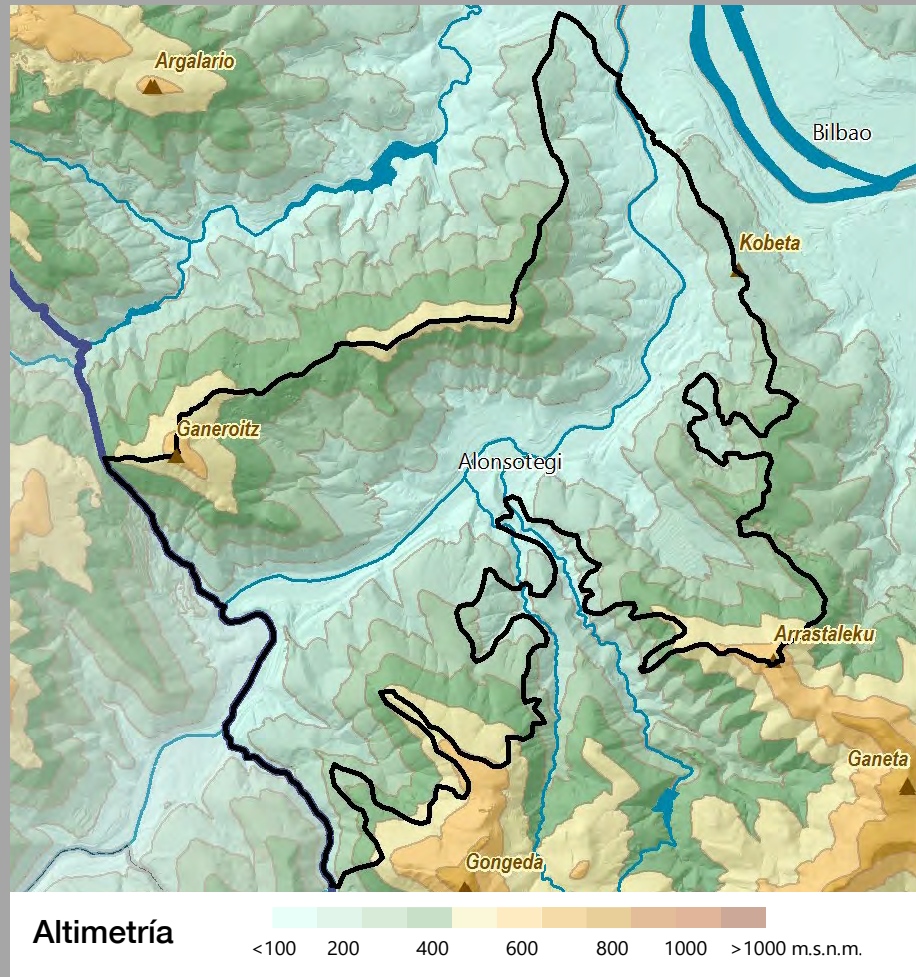 Argalario
Bilbao
Kobeta
Ganeroitz
Alonsotegi
Arrastaleku
Ganeta
Gongeda
Altimetría
<100 200 400 600 800 1000 >1000 m.s.n.m.